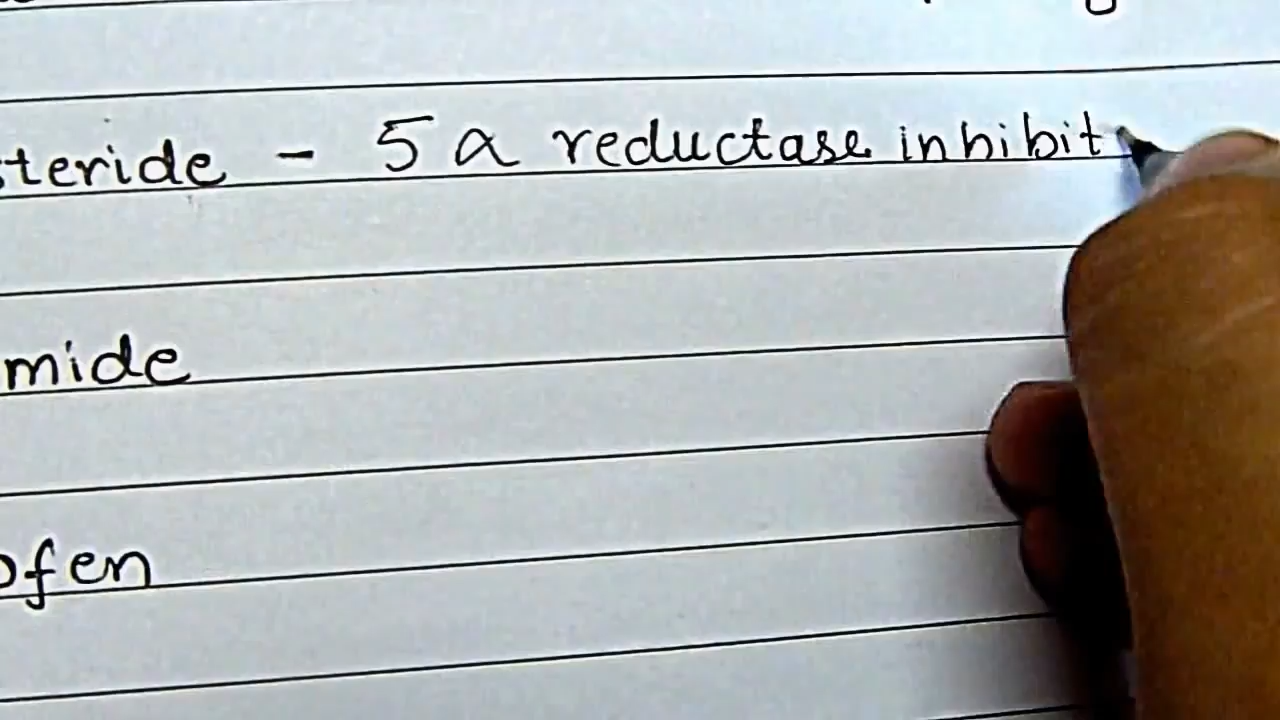 steride - 5 α reductase inhibit
mide
ofen